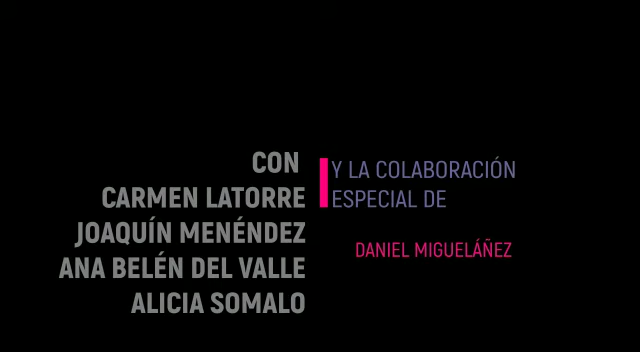 CON
CARMEN LATORRE
JOAQUÍN MENÉNDEZ
ANA BELÉN DEL VALLE
ALICIA SOMALO
Y LA COLABORACIÓN
ESPECIAL DE
DANIEL MIGUELÁÑEZ